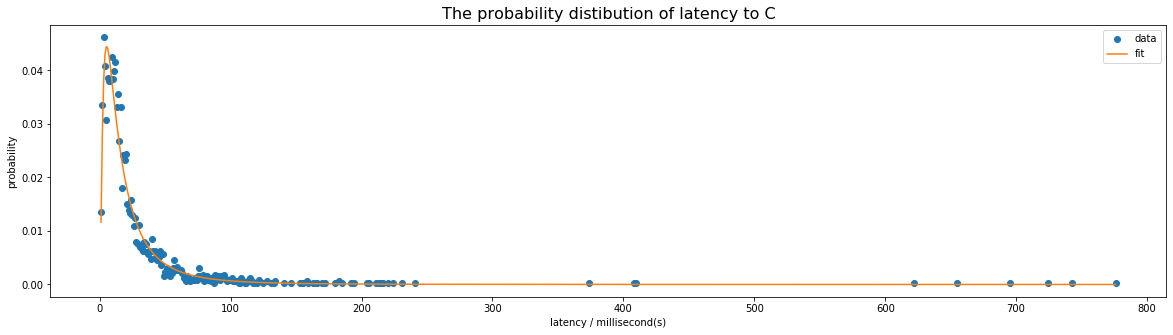 The probability distibution of latency to C
data
fit
probability
0.04
0.03
0.02
0.01
0.00
0 100 200 300 400 500 600 700 800
latency / millisecond(s)